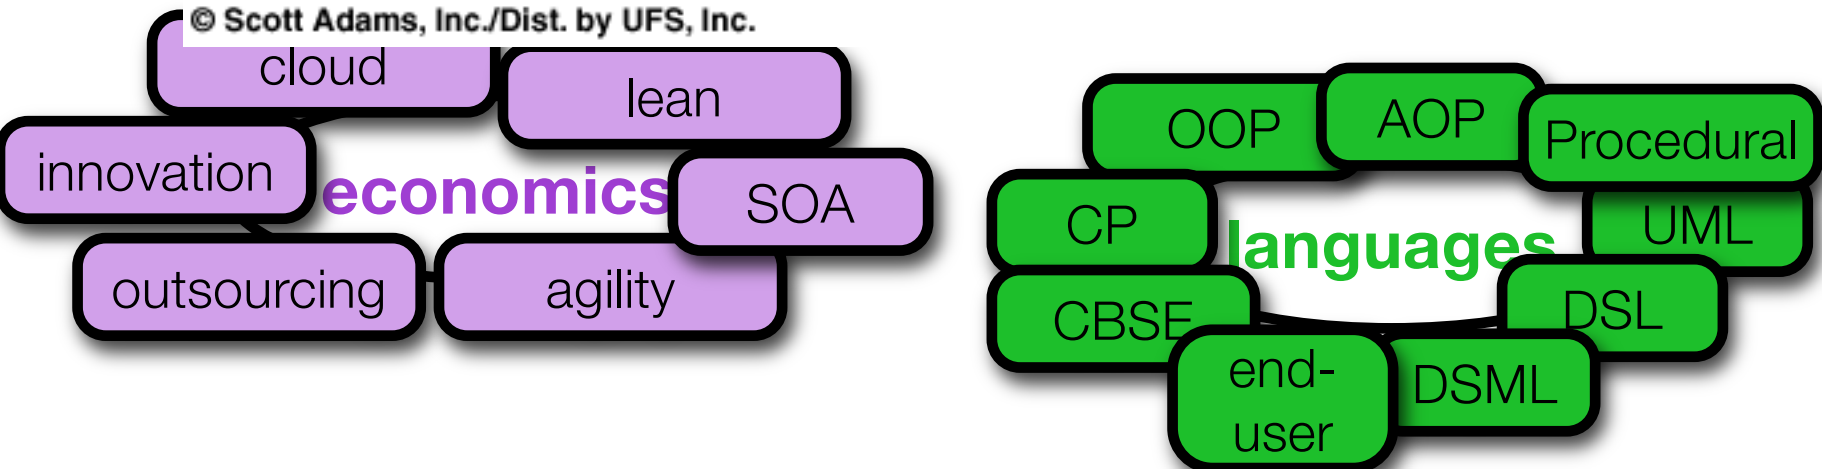 © Scott Adams, Inc./Dist. by UFS, Inc.
cloud
lean
innovation
economics
SOA
outsourcing
agility
OOP
AOP
Procedural
CP
languages
UML
CBSE
DSL
end-
user
DSML